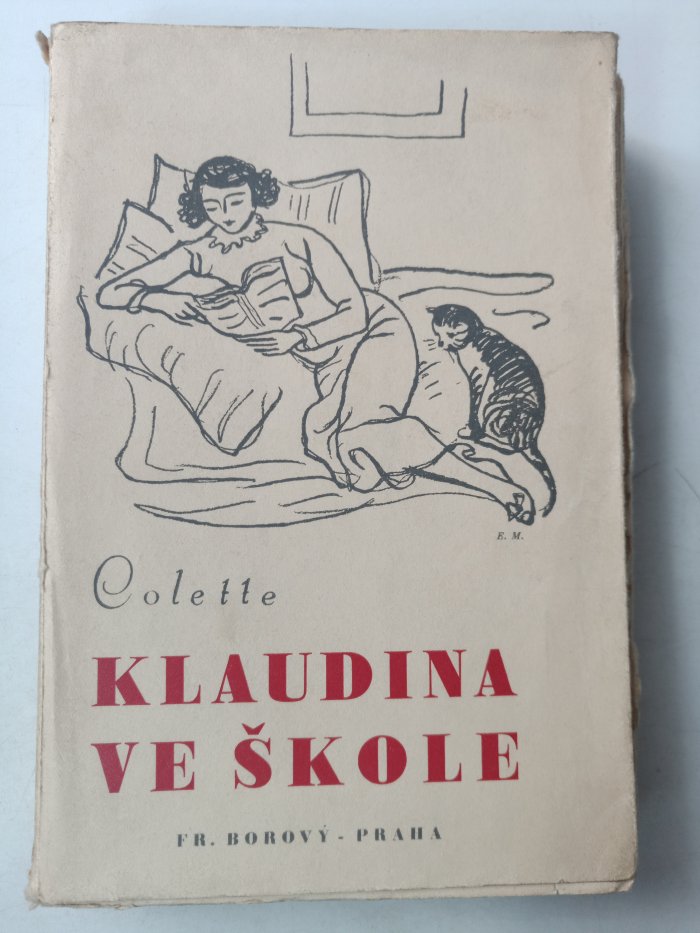 E. M.
Colette
KLAUDINA
VE ŠKOLE
FR. BOROVÝ - PRAHA